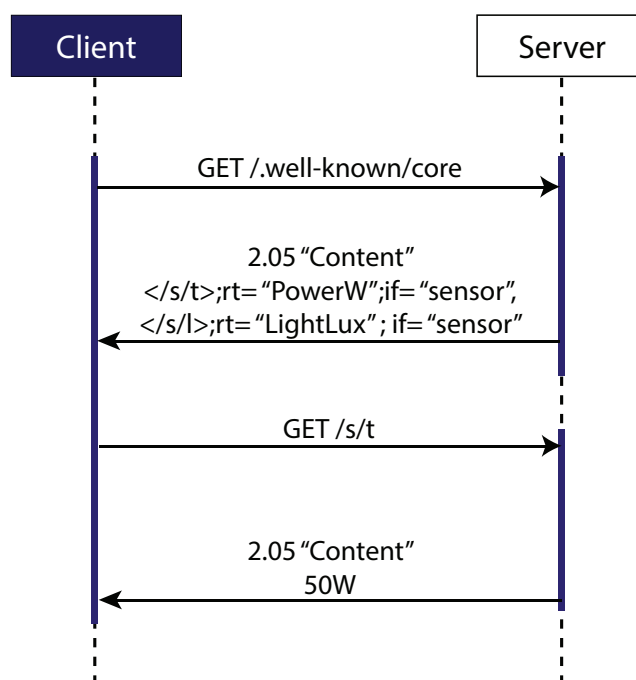 Client
Server
GET /.well-known/core
2.05 “Content”
</s/t>;rt= “PowerW”;if= “sensor”,
</s/l>;rt= “LightLux” ; if= “sensor”
GET /s/t
2.05 “Content”
50W